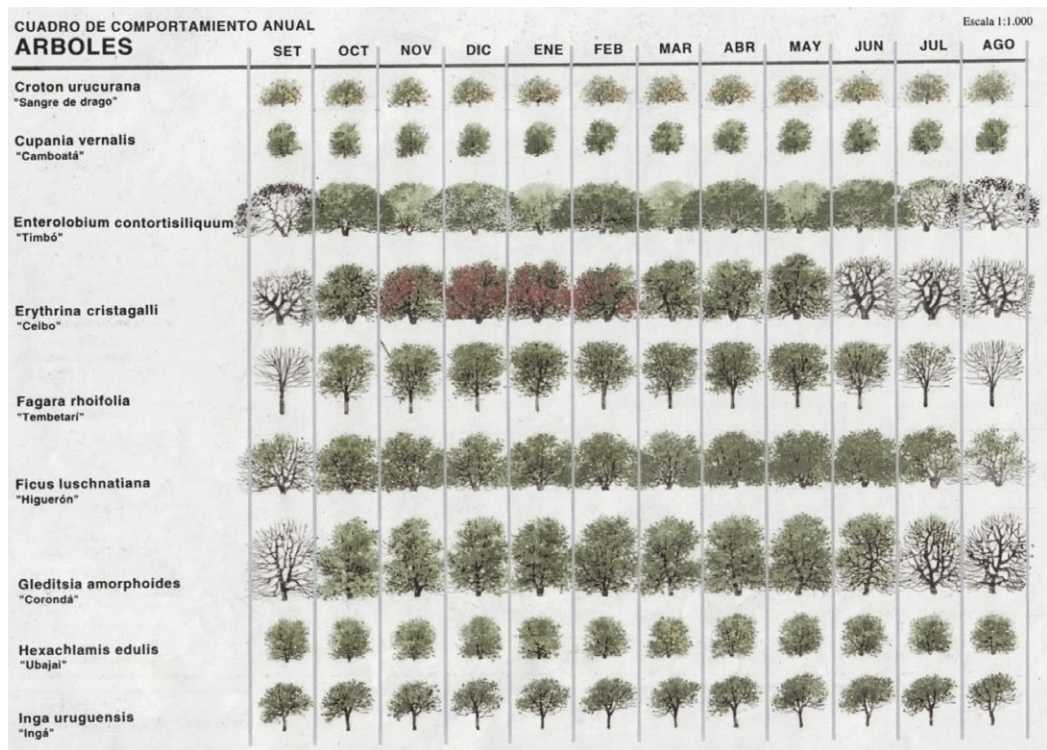 CUADRO DE COMPORTAMIENTO ANUAL
Escala 1:1.000
ARBOLES
SET OCT NOV DIC ENE FEB MAR ABR MAY JUN JUL AGO
Croton urucurana
"Sangre de drago"
Cupania vernalis
"Camboatá"
Enterolobium contortisiliquum
"Timbó"
Erythrina cristagalli
"Ceibo"
Fagara rhoifolia
"Tembetarí"
Ficus luschnatiana
"Higuerón"
Gleditsia amorphoides
"Corondá"
Hexachlamis edulis
"Ubajai"
Inga uruguensis
"Ingá"